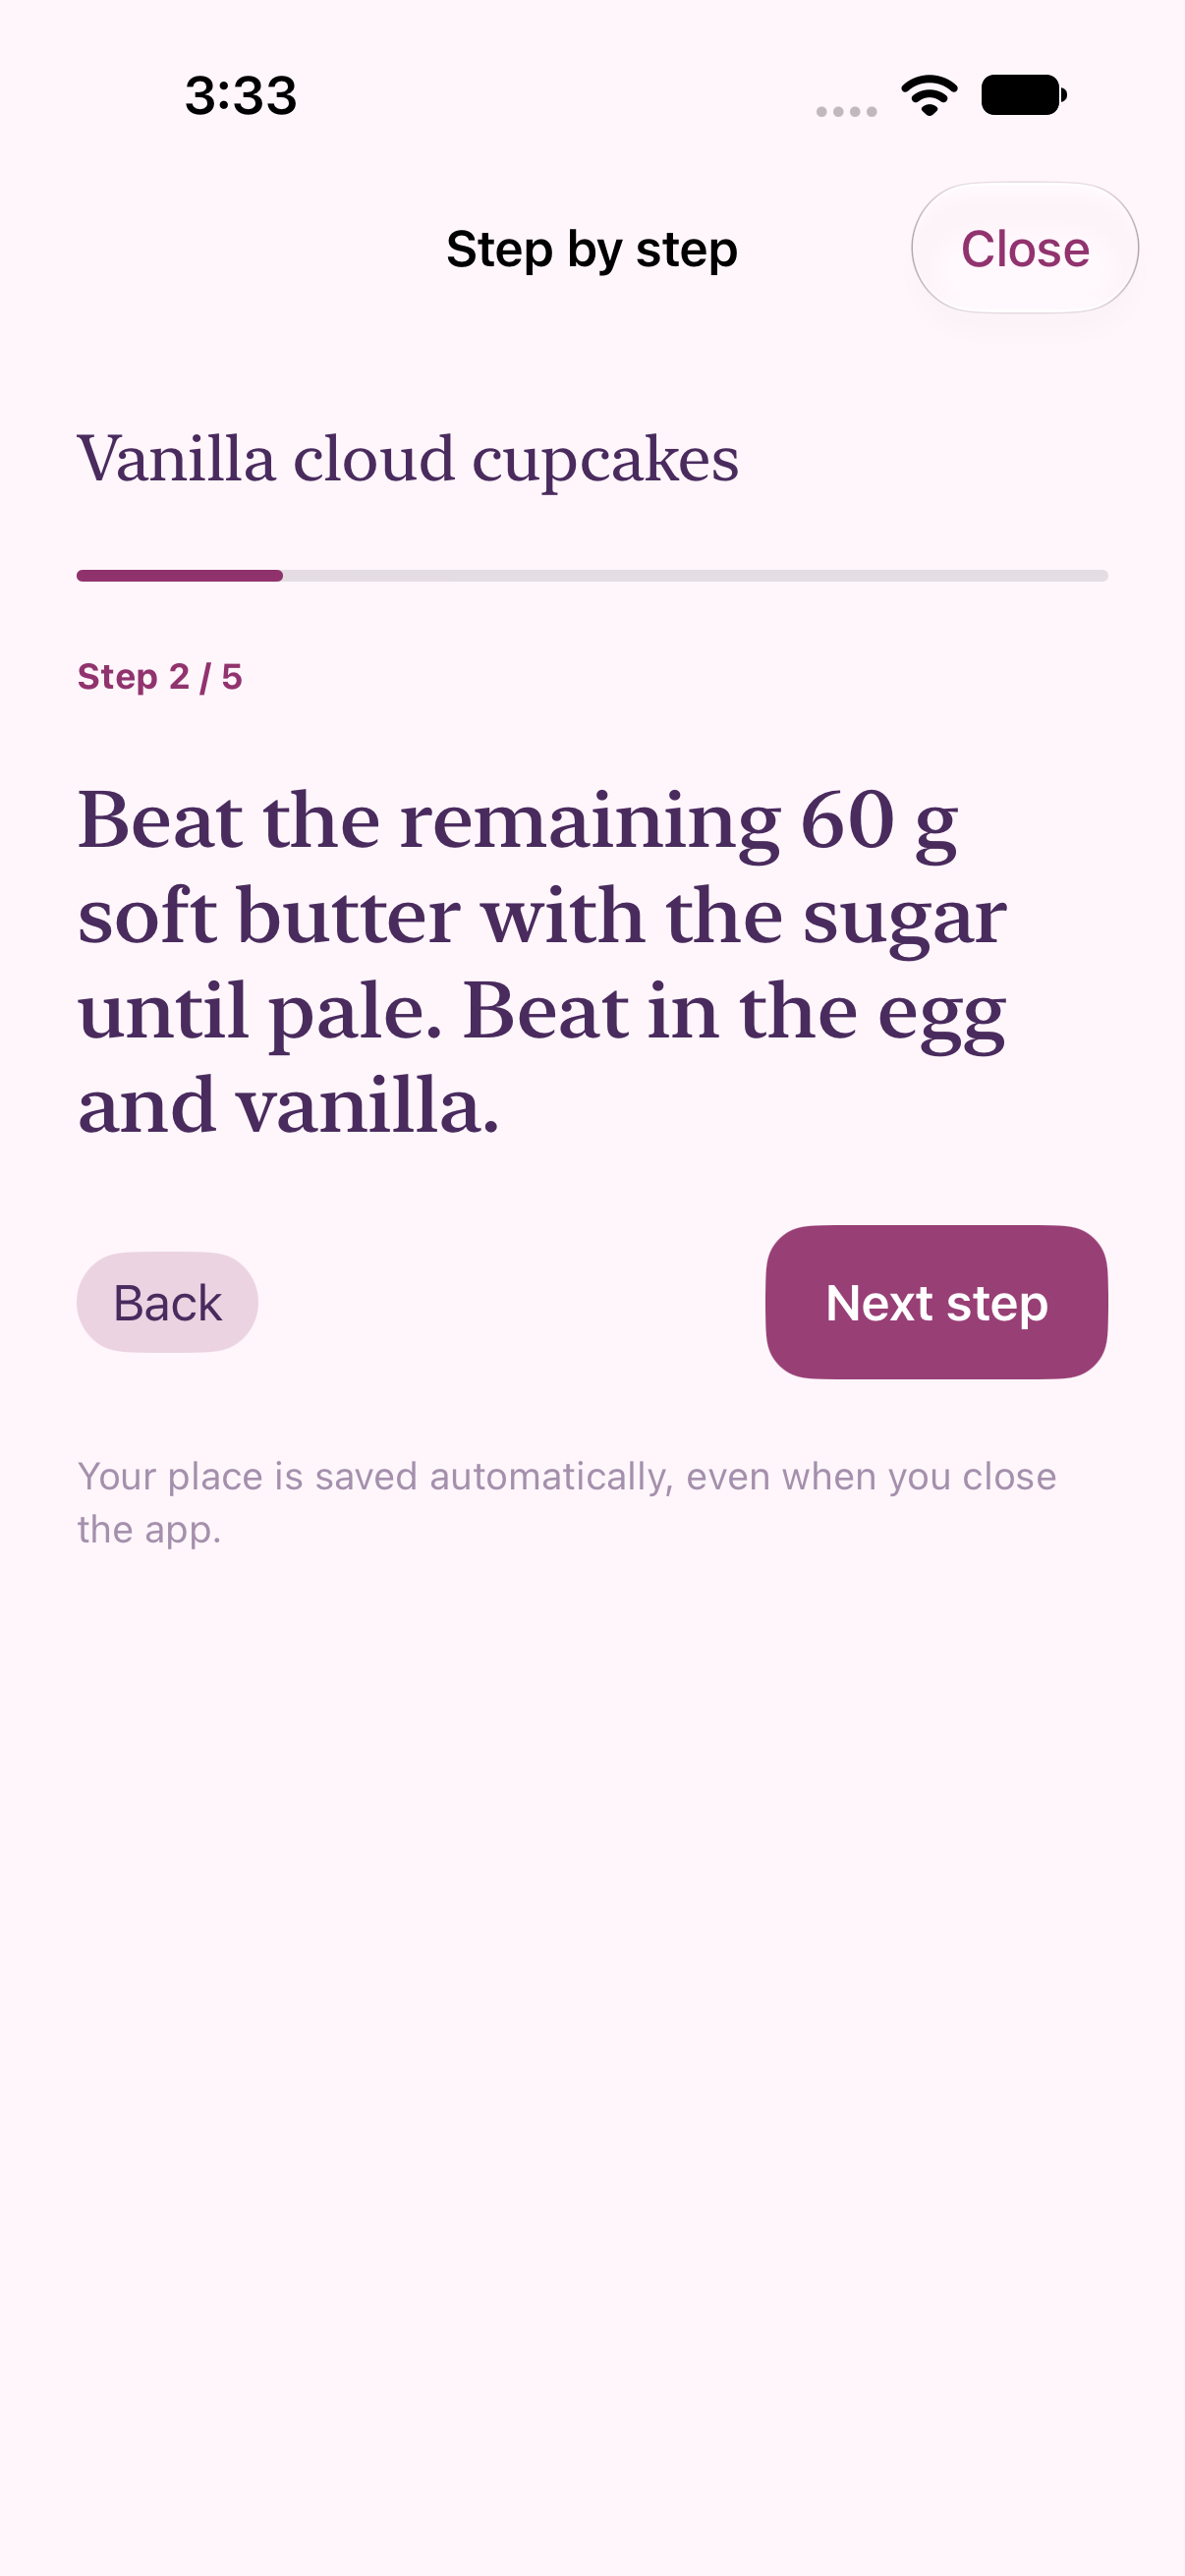 3:33
Step by step
Close
Vanilla cloud cupcakes
Step 2 / 5
Beat the remaining 60 g
soft butter with the sugar
until pale. Beat in the egg
and vanilla.
Back
Next step
Your place is saved automatically, even when you close
the app.